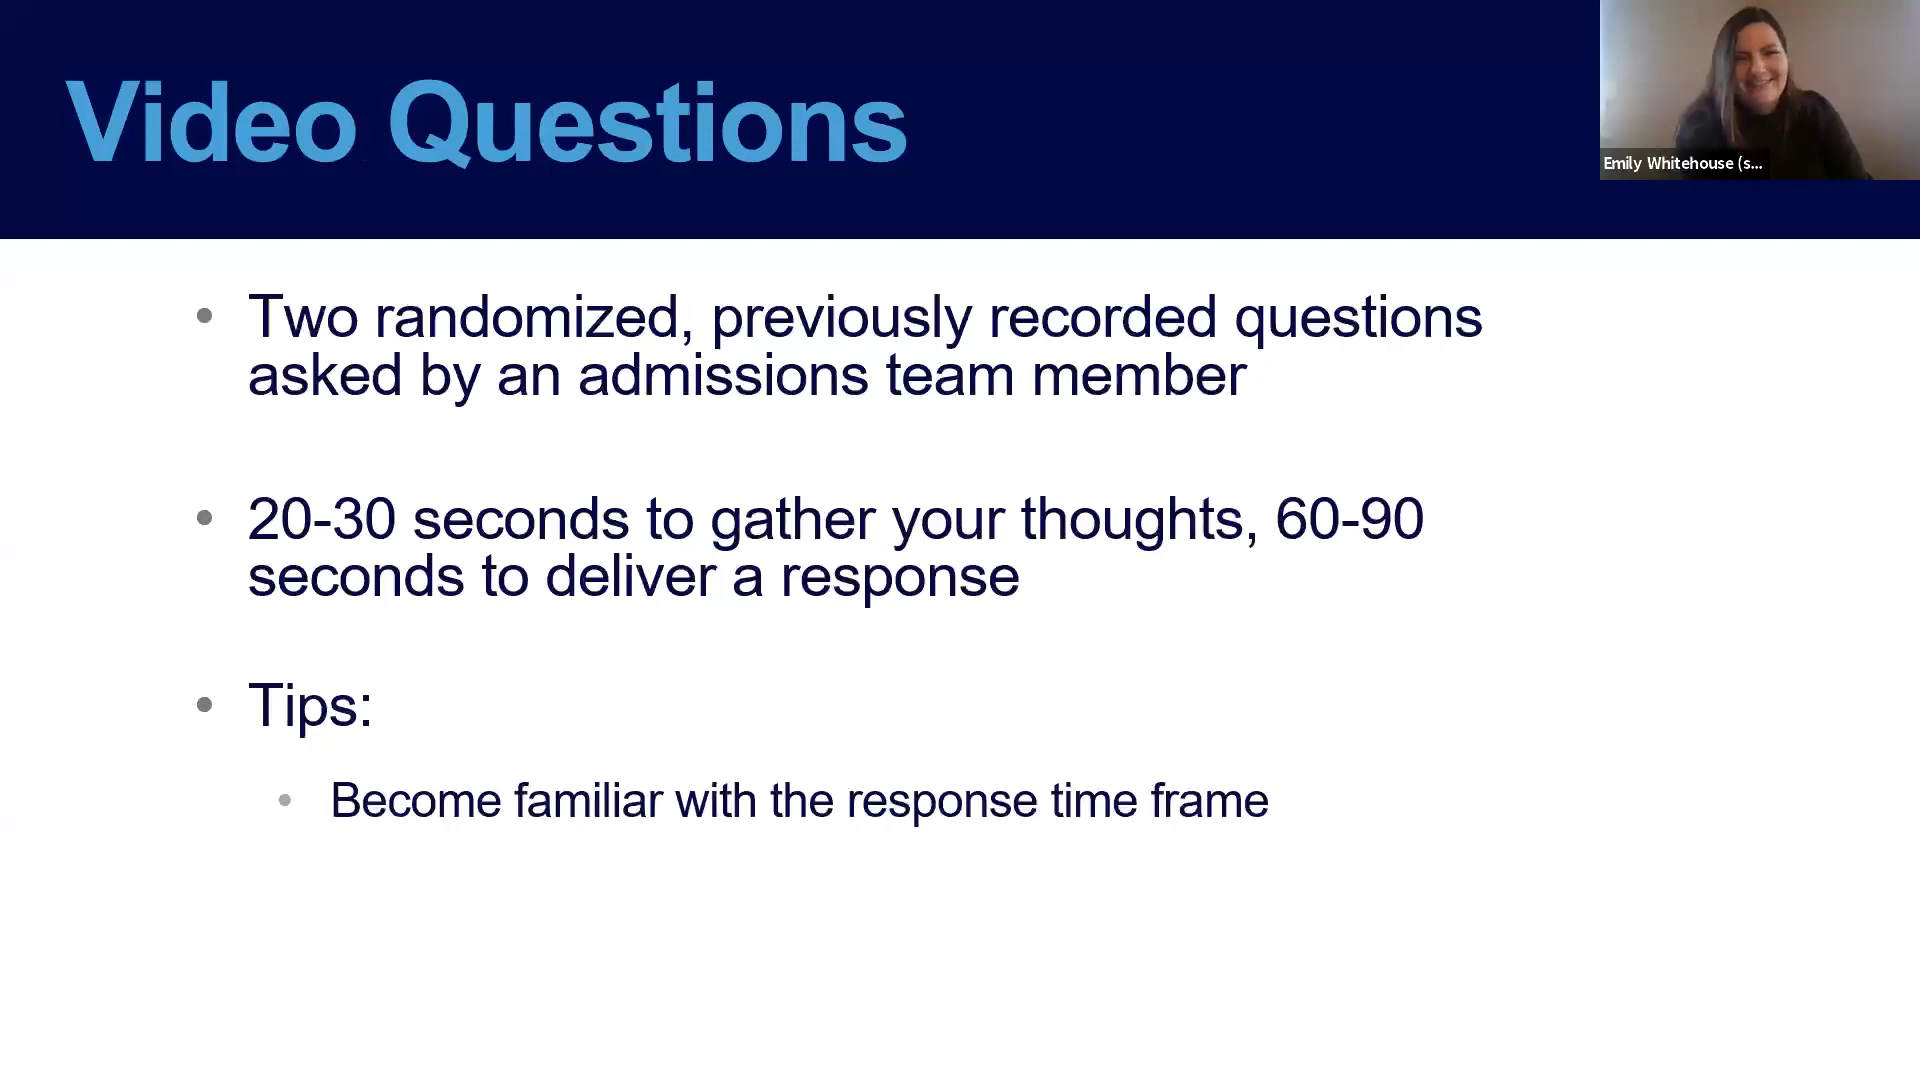 Video Questions
Emily Whitehouse (s...
• Two randomized, previously recorded questions
asked by an admissions team member
• 20-30 seconds to gather your thoughts, 60-90
seconds to deliver a response
• Tips:
• Become familiar with the response time frame